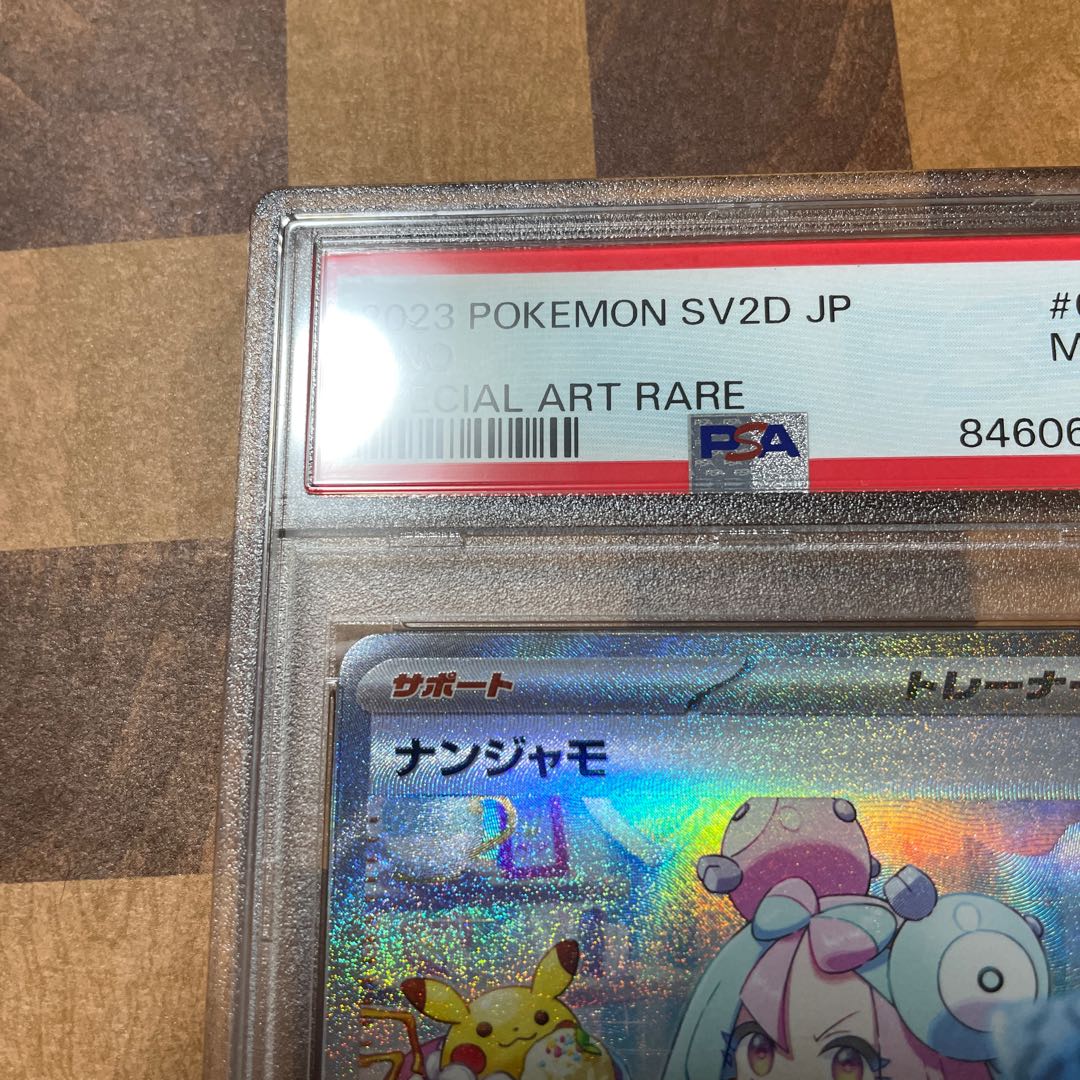 2023 POKEMON SV2D JP
SPECIAL ART RARE
PSA
84606
サポート
トレーナー
ナンジャモ